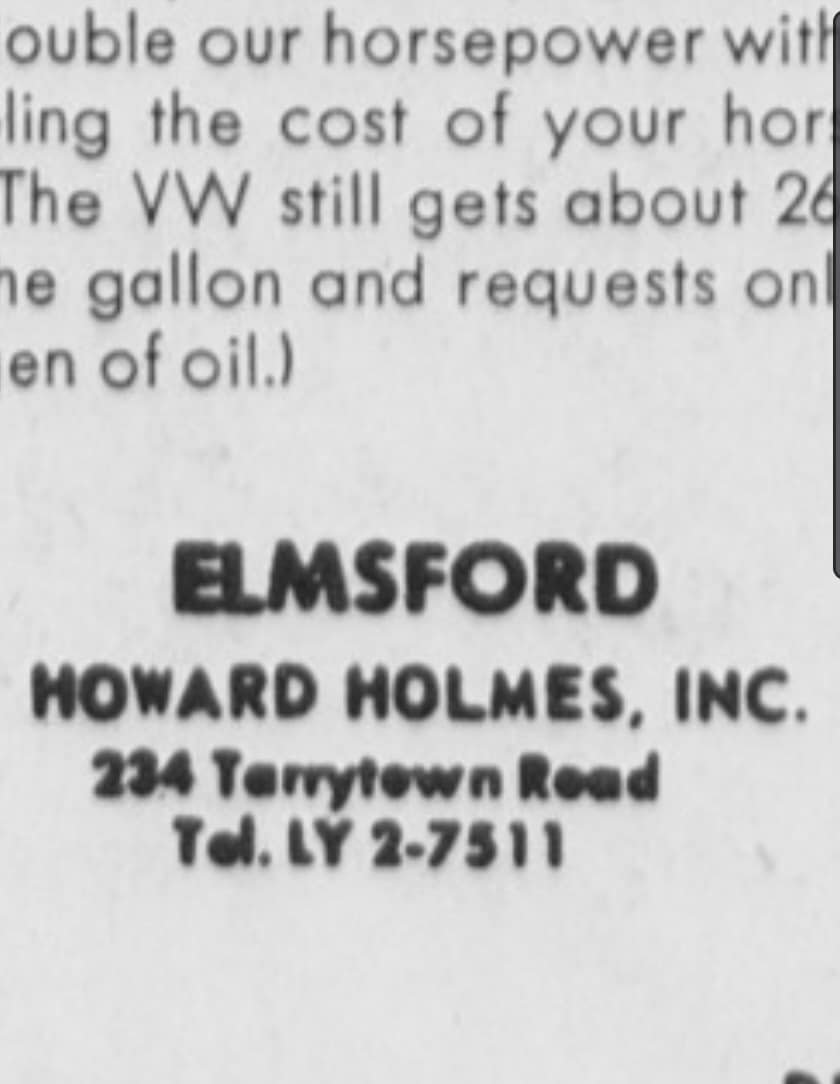 ouble our horsepower with
ling the cost of your hor
The VW still gets about 26
he gallon and requests onl
en of oil.)
ELMSFORD
HOWARD HOLMES, INC.
234 Tarrytown Road
Tel. LY 2-7511